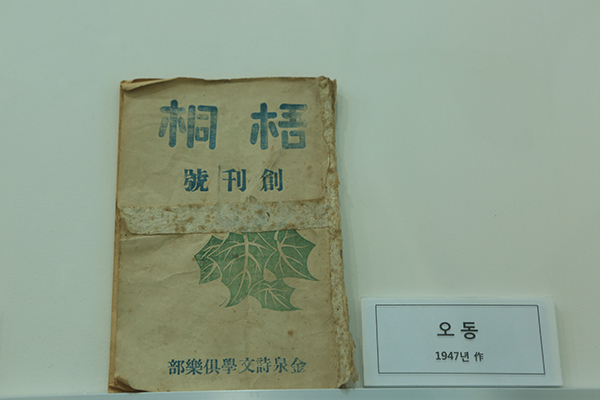 梧桐
創刊號
金泉詩文學俱樂部
오동
1947년 作